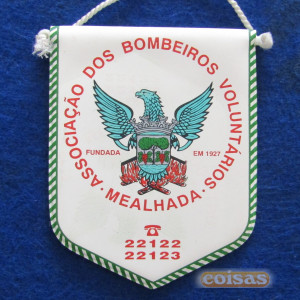 ASSOCIAÇÃO DOS BOMBEIROS VOLUNTÁRIOS · MEALHADA ·
FUNDADA EM 1927
22122
22123
coisas